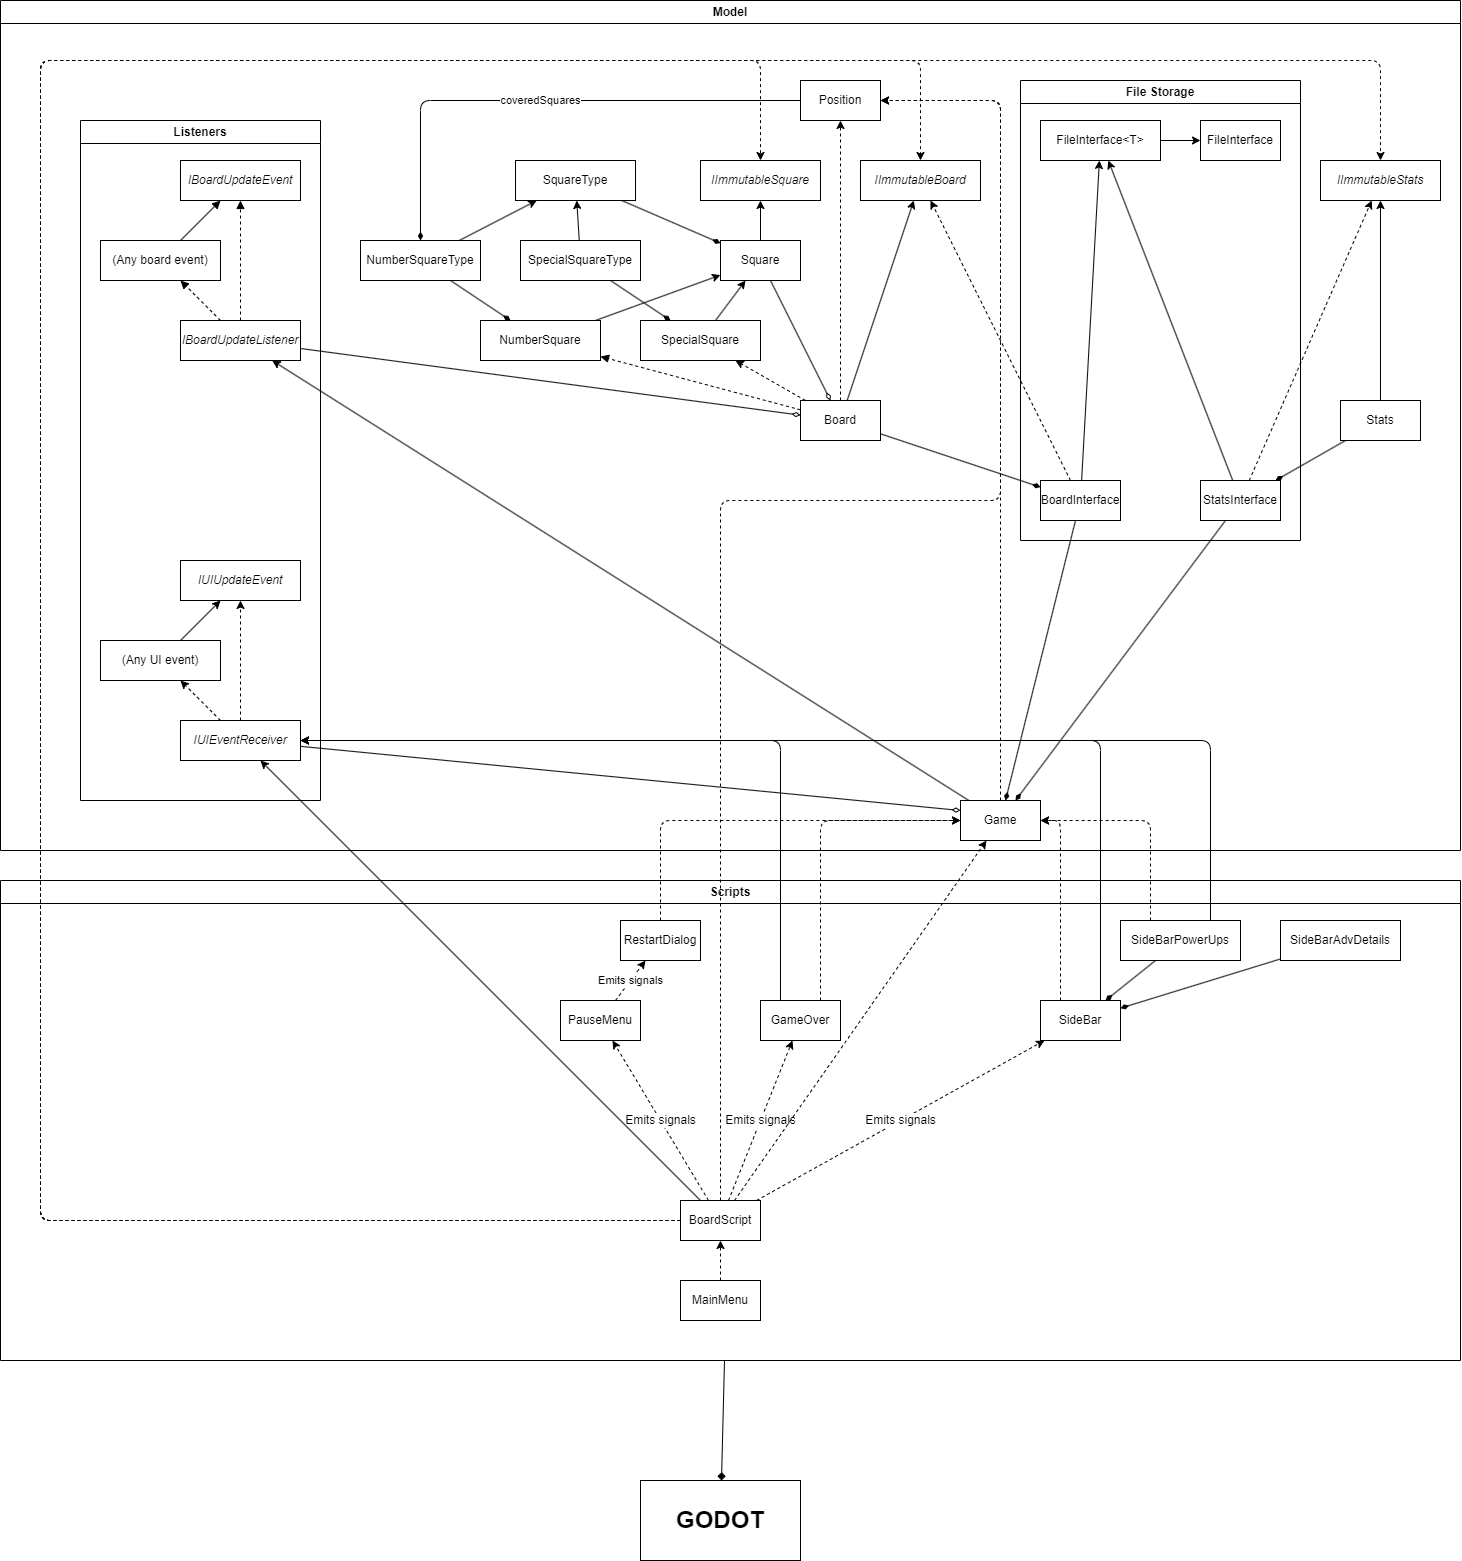 Model
coveredSquares
Position
File Storage
Listeners
FileInterface<T>
FileInterface
IBoardUpdateEvent
SquareType
IImmutableSquare
IImmutableBoard
IImmutableStats
(Any board event)
NumberSquareType
SpecialSquareType
Square
IBoardUpdateListener
NumberSquare
SpecialSquare
Board
Stats
BoardInterface
StatsInterface
IUIUpdateEvent
(Any UI event)
IUIEventReceiver
Game
Scripts
RestartDialog
SideBarPowerUps
SideBarAdvDetails
Emits signals
PauseMenu
GameOver
SideBar
Emits signals
Emits signals
Emits signals
BoardScript
MainMenu
GODOT